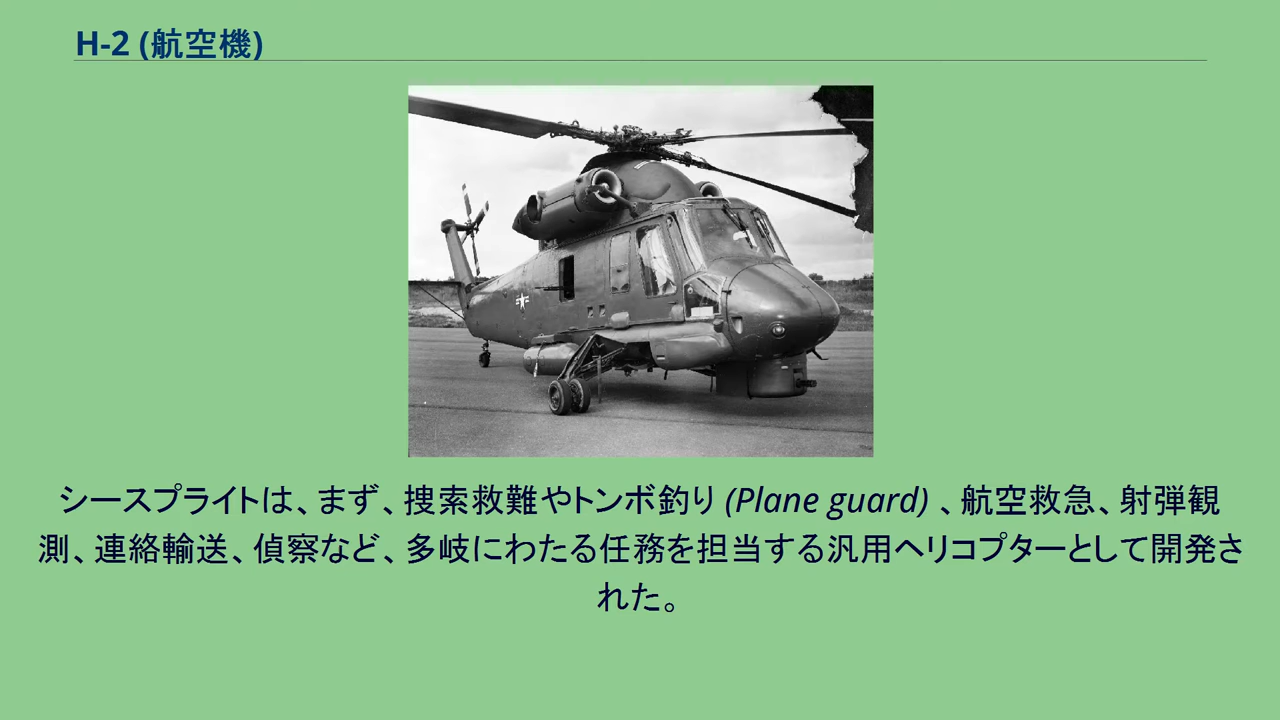 H-2 (航空機)
シースプライトは、まず、捜索救難やトンボ釣り (Plane guard) 、航空救急、射弾観
測、連絡輸送、偵察など、多岐にわたる任務を担当する汎用ヘリコプターとして開発さ
れた。